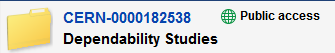 CERN-0000182538 Public access
Dependability Studies